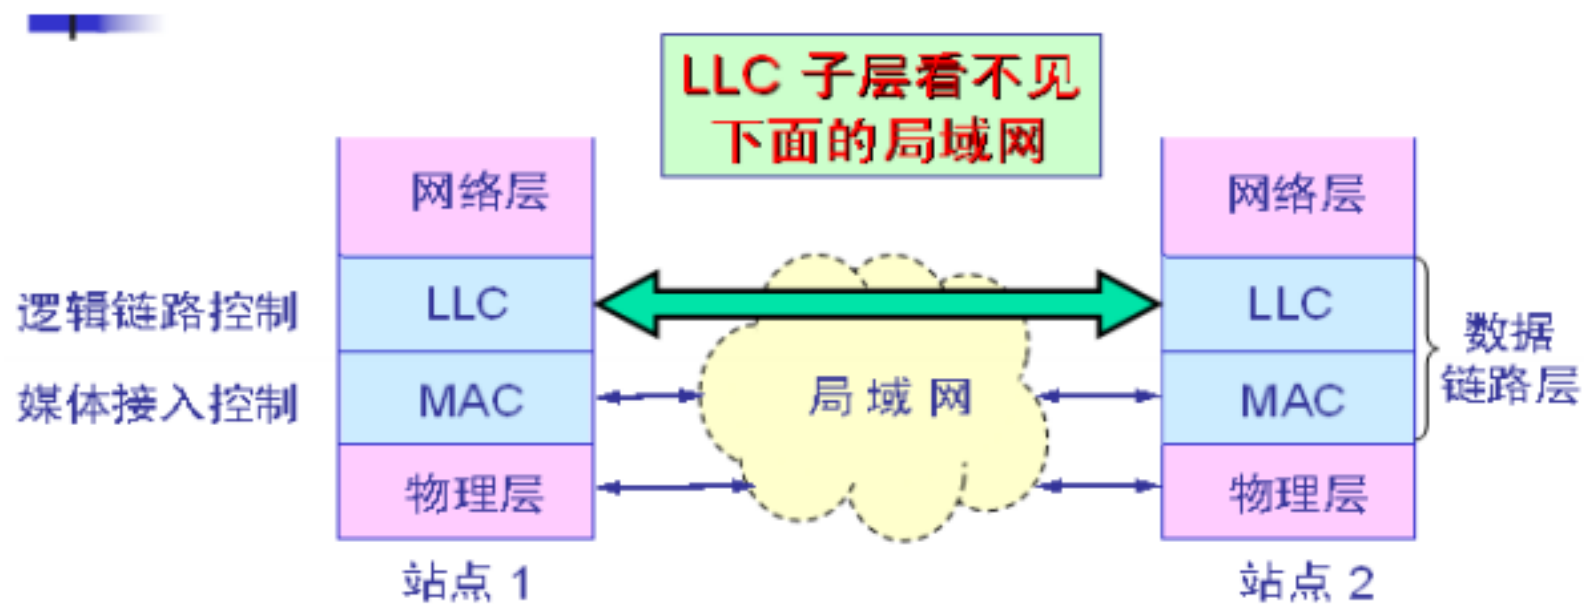 LLC 子层看不见
下面的局域网
网络层
网络层
逻辑链路控制
LLC
LLC
数据
链路层
媒体接入控制
MAC
局域网
MAC
物理层
物理层
站点 1
站点 2